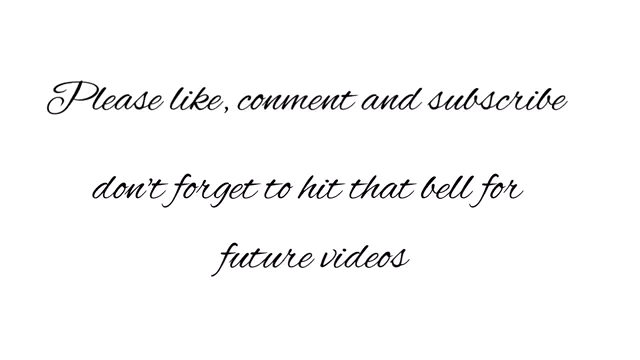 Please like, conment and subscribe
don't forget to hit that bell for
future videos